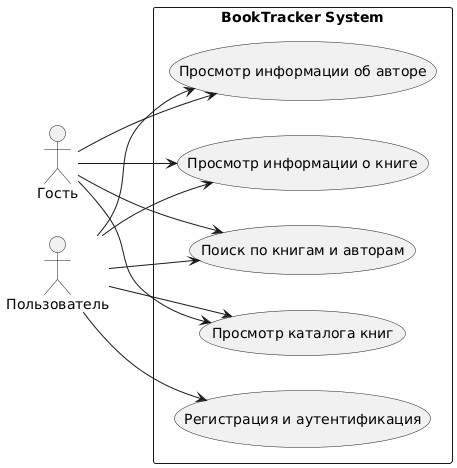 BookTracker System
Просмотр информации об авторе
Гость
Просмотр информации о книге
Поиск по книгам и авторам
Пользователь
Просмотр каталога книг
Регистрация и аутентификация